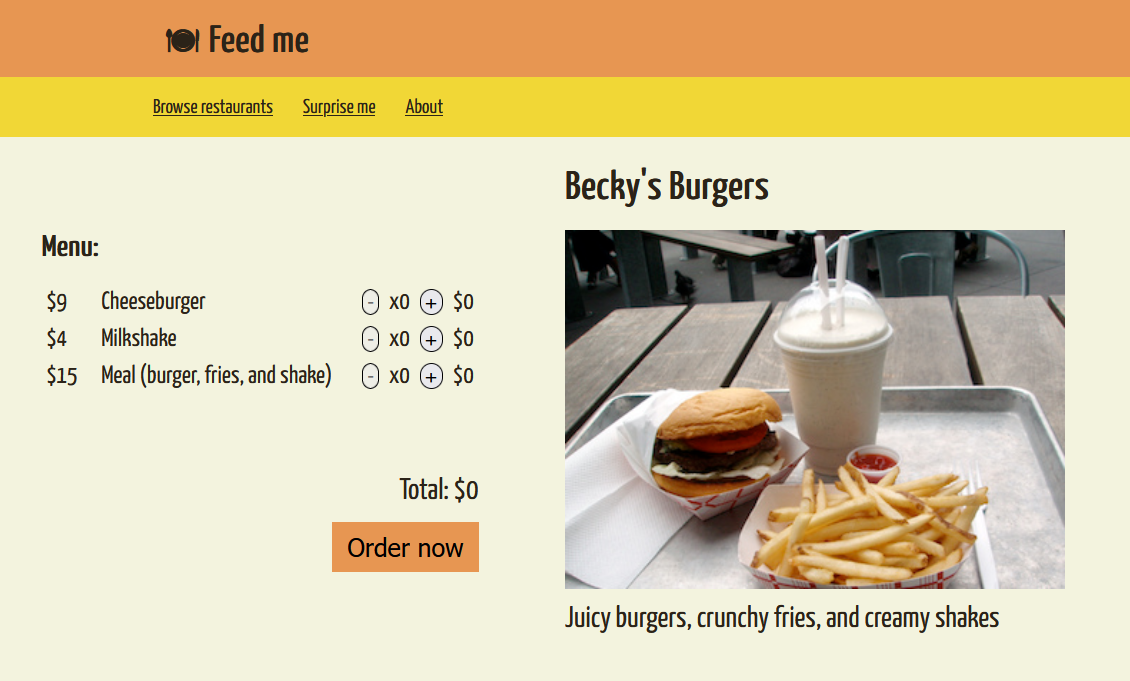 Feed me
Browse restaurants Surprise me About
Becky's Burgers
Menu:
$9 Cheeseburger - x0 + $0
$4 Milkshake - x0 + $0
$15 Meal (burger, fries, and shake) - x0 + $0
Total: $0
Order now
Juicy burgers, crunchy fries, and creamy shakes